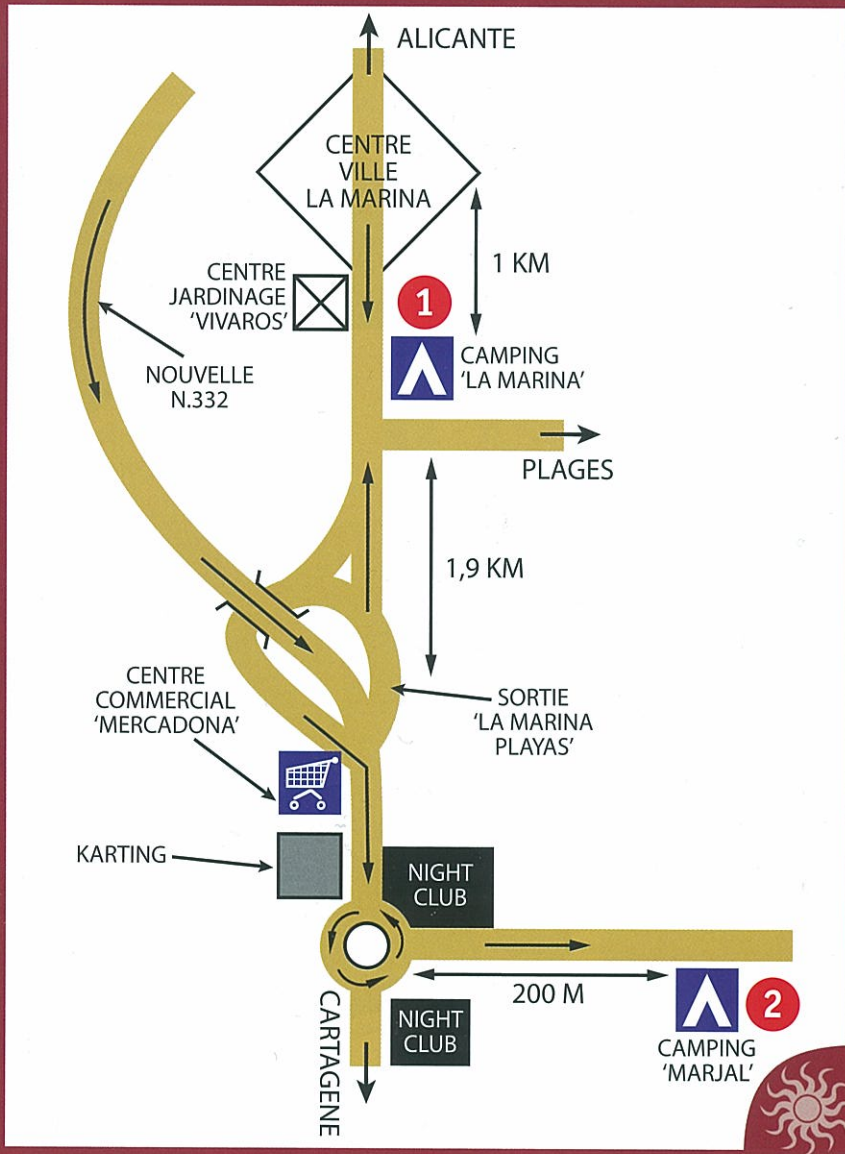 ALICANTE
CENTRE
VILLE
LA MARINA
1 KM
CENTRE
JARDINAGE
'VIVAROS'
1
CAMPING
'LA MARINA'
NOUVELLE
N.332
PLAGES
1,9 KM
CENTRE
COMMERCIAL
'MERCADONA'
SORTIE
'LA MARINA
PLAYAS'
KARTING
NIGHT
CLUB
200 M
2
CARTAGENE
NIGHT
CLUB
CAMPING
'MARJAL'